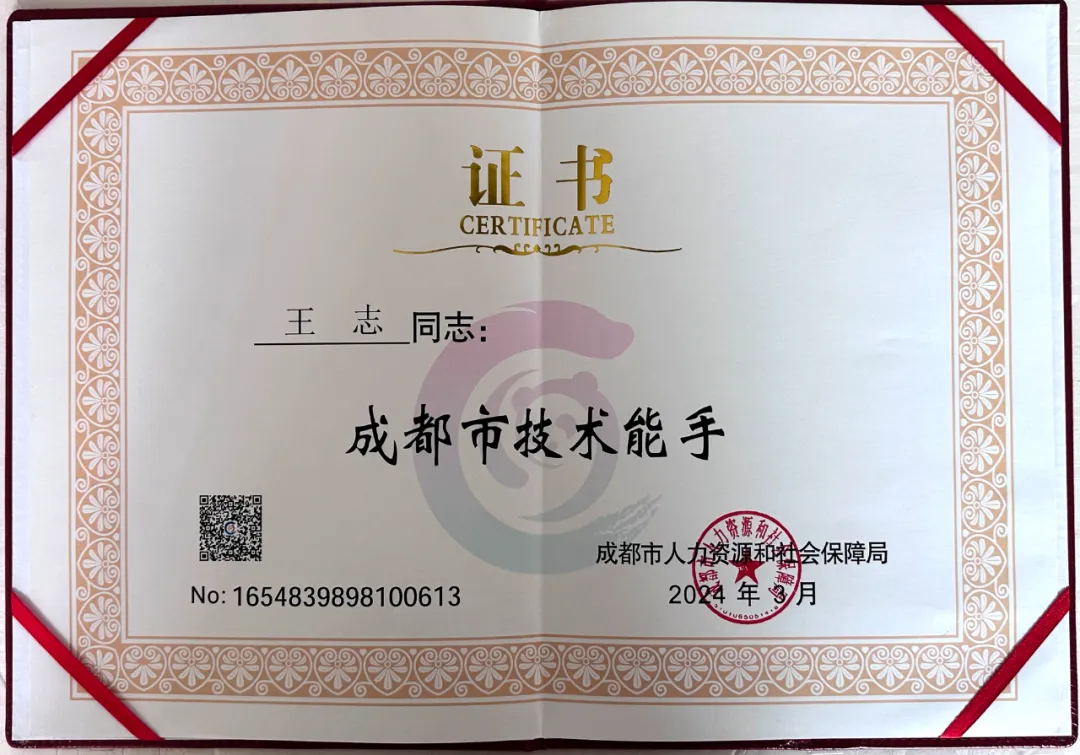 证书
CERTIFICATE
王 志 同志:
成都市技术能手
成都市人力资源和社会保障局
No: 1654839898100613
2024 年 3 月